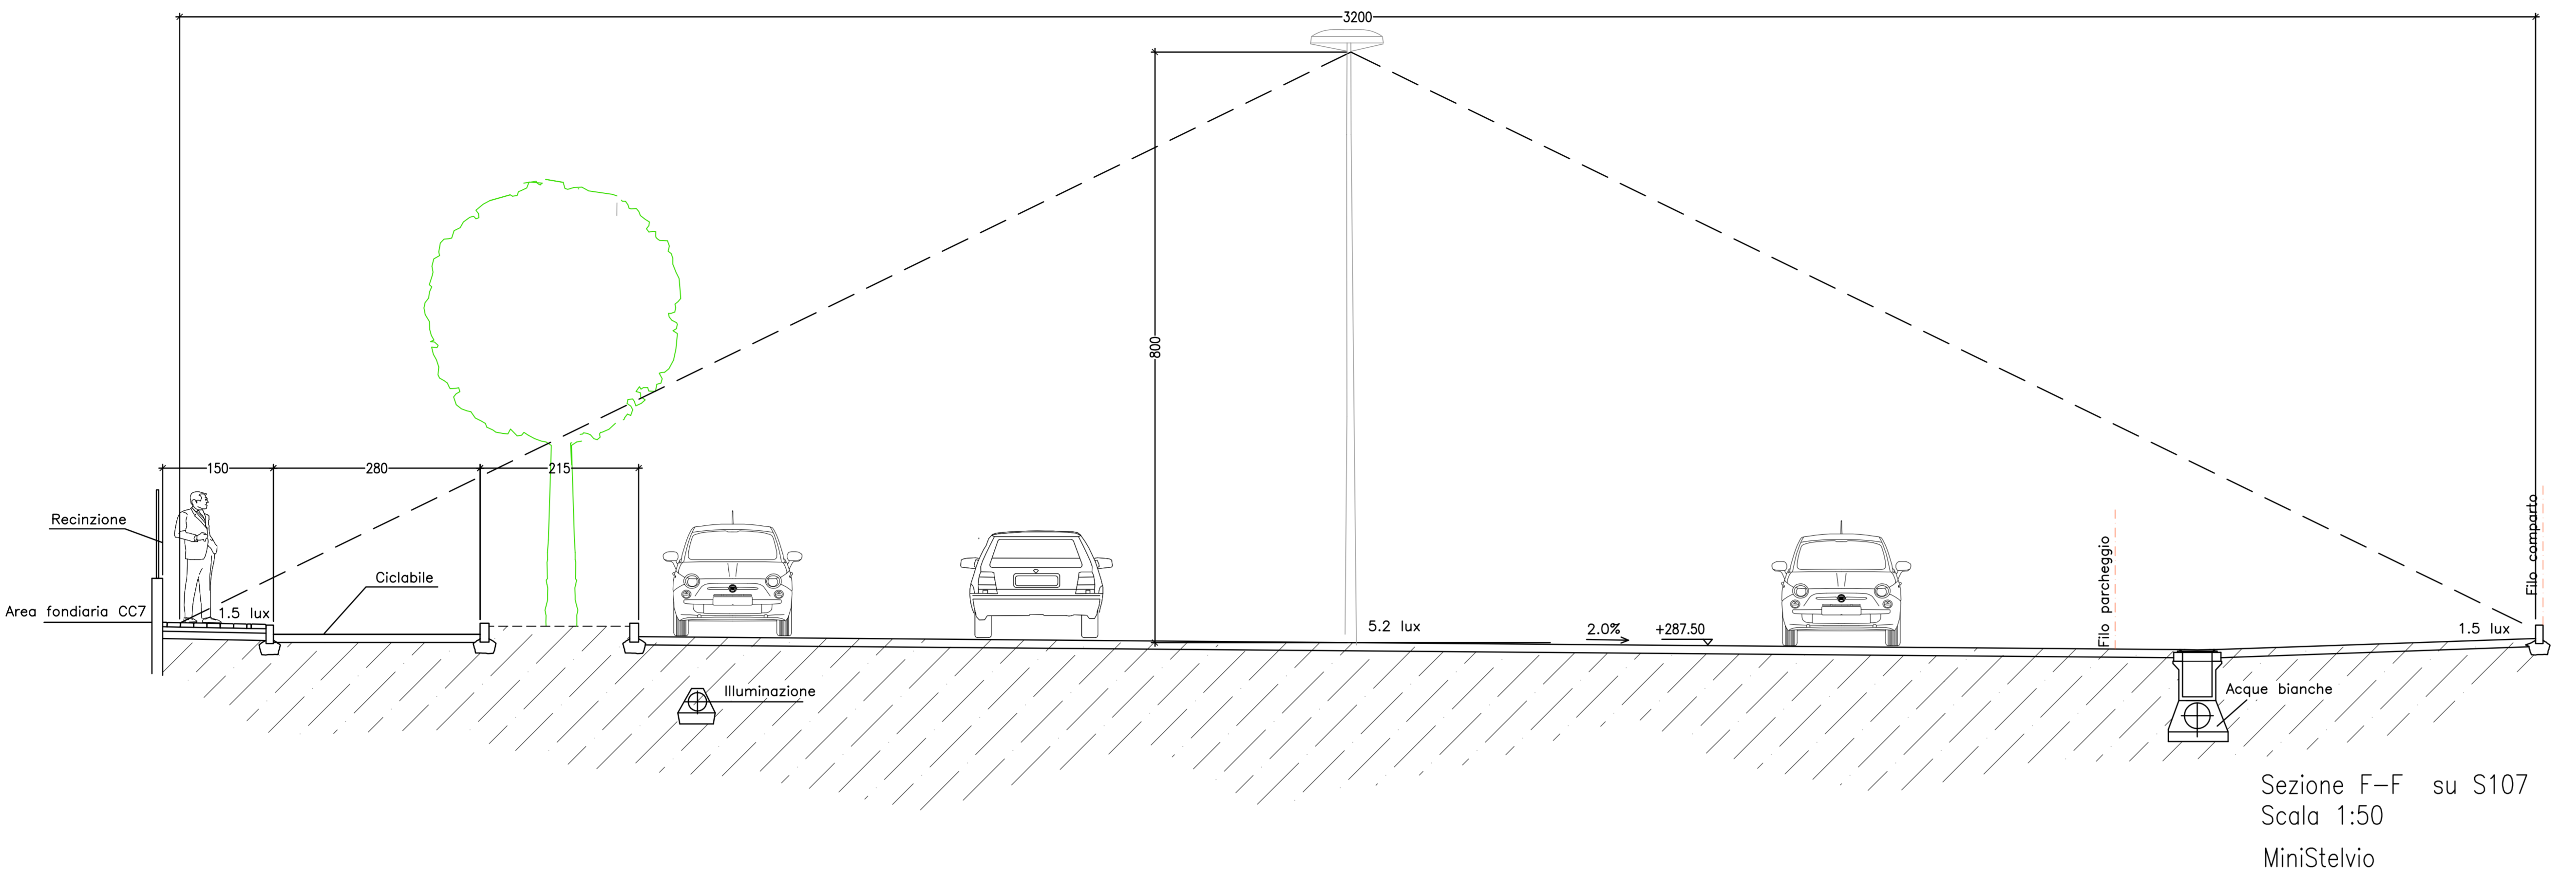 3200
800
150
280
215
Recinzione
Ciclabile
Area fondiaria CC7
1.5 lux
5.2 lux
2.0%
+287.50
Filo parcheggio
Filo comparto
1.5 lux
Illuminazione
Acque bianche
Sezione F-F su S107
Scala 1:50
MiniStelvio